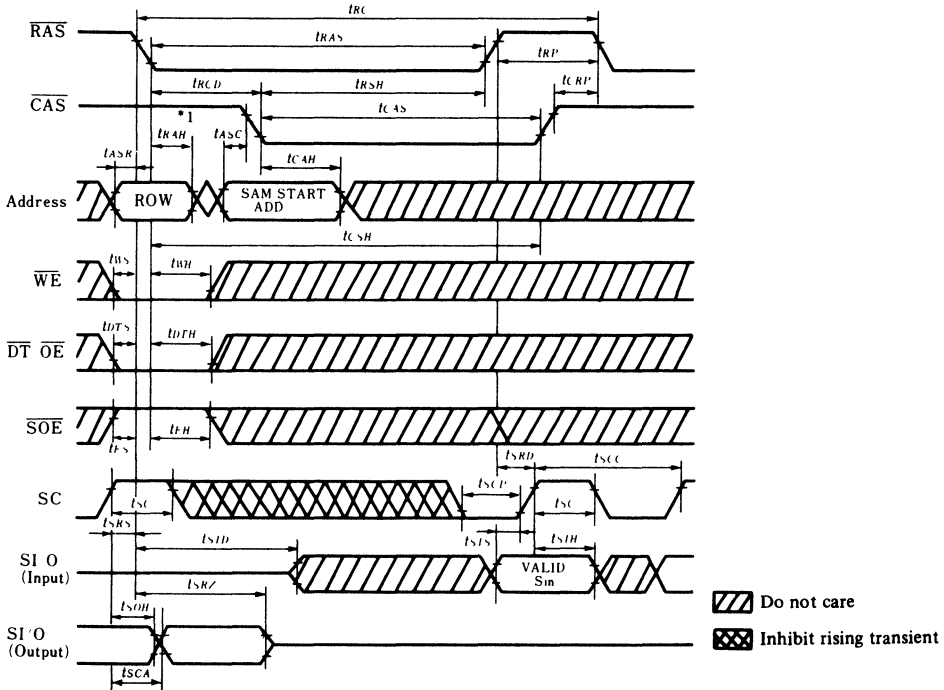 tRC
RAS
tRAS
tRP
tRCD
tRSH
tCRP
CAS
*1
tCAS
tRAH
tASC
tASR
tCAH
Address
ROW
SAM START
ADD
tCSH
tWS
tWH
WE
tDTS
tDTH
DT OE
SOE
tES
tEH
tSRD
tSCC
SC
tSC
tSCP
tSC
tSRS
tSID
tSIS
tSIH
SI O
(Input)
VALID
Sin
tSRZ
tSOH
Do not care
SI/O
(Output)
Inhibit rising transient
tSCA